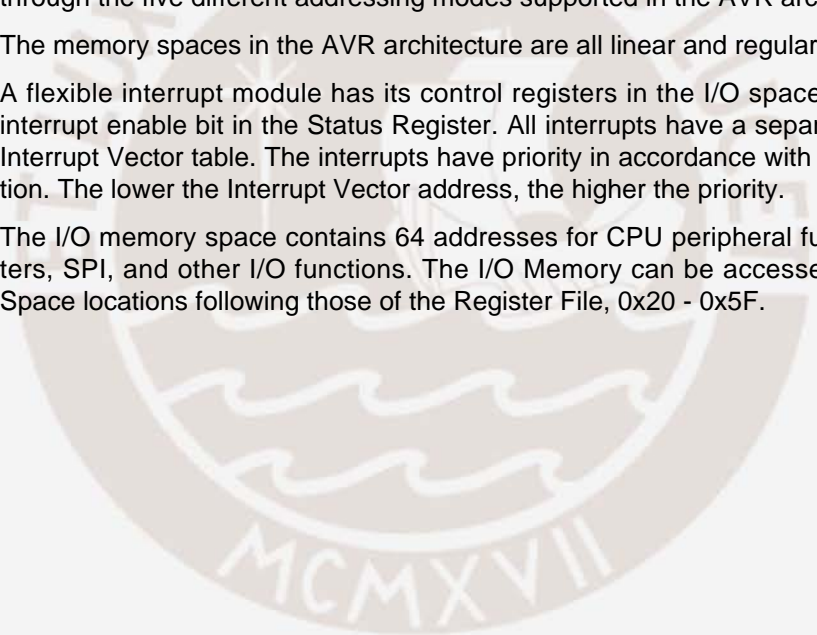 through the five different addressing modes supported in the AVR arc
The memory spaces in the AVR architecture are all linear and regular
A flexible interrupt module has its control registers in the I/O space
interrupt enable bit in the Status Register. All interrupts have a separ
Interrupt Vector table. The interrupts have priority in accordance with
tion. The lower the Interrupt Vector address, the higher the priority.
The I/O memory space contains 64 addresses for CPU peripheral fu
ters, SPI, and other I/O functions. The I/O Memory can be accesse
Space locations following those of the Register File, 0x20 - 0x5F.
MCMXVII